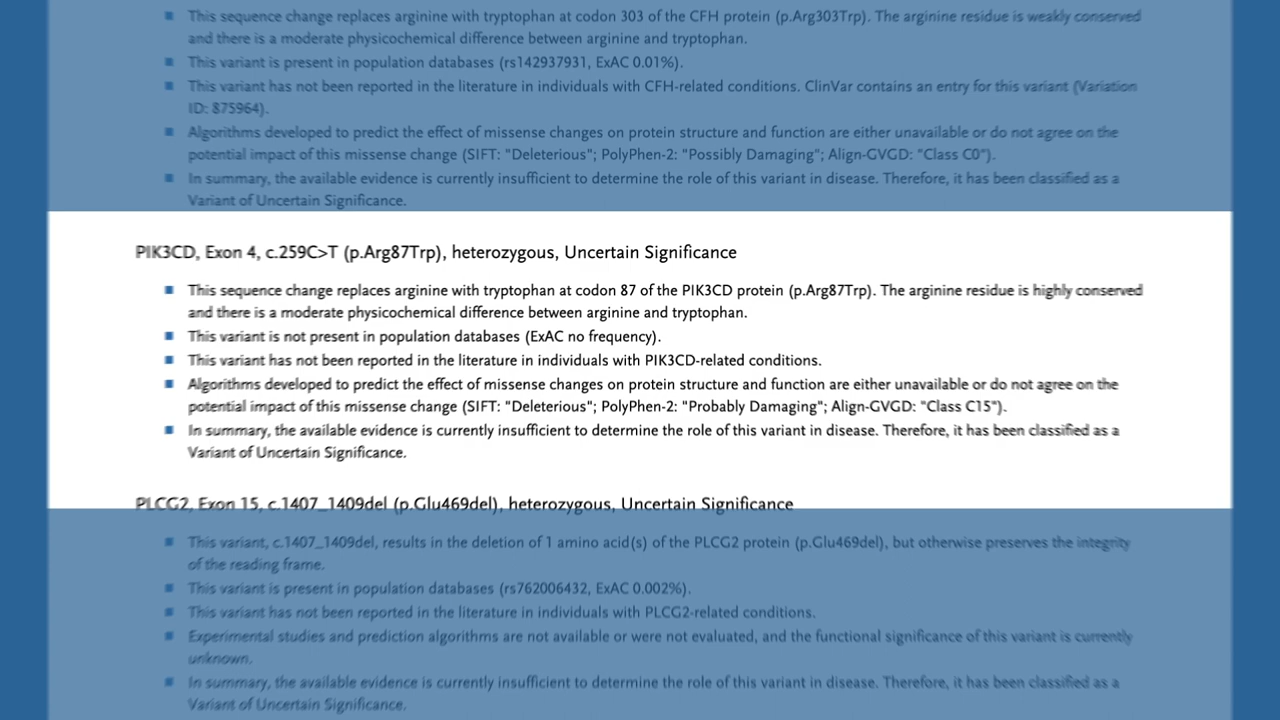 This sequence change replaces arginine with tryptophan at codon 303 of the CFH protein (p.Arg303Trp). The arginine residue is weakly conserved
and there is a moderate physicochemical difference between arginine and tryptophan.
This variant is present in population databases (rs142937931, ExAC 0.01%).
This variant has not been reported in the literature in individuals with CFH-related conditions. ClinVar contains an entry for this variant (Variation
ID: 875964).
Algorithms developed to predict the effect of missense changes on protein structure and function are either unavailable or do not agree on the
potential impact of this missense change (SIFT: "Deleterious"; PolyPhen-2: "Possibly Damaging"; Align-GVGD: "Class C0").
In summary, the available evidence is currently insufficient to determine the role of this variant in disease. Therefore, it has been classified as a
Variant of Uncertain Significance.
PIK3CD, Exon 4, c.259C>T (p.Arg87Trp), heterozygous, Uncertain Significance
This sequence change replaces arginine with tryptophan at codon 87 of the PIK3CD protein (p.Arg87Trp). The arginine residue is highly conserved
and there is a moderate physicochemical difference between arginine and tryptophan.
This variant is not present in population databases (ExAC no frequency).
This variant has not been reported in the literature in individuals with PIK3CD-related conditions.
Algorithms developed to predict the effect of missense changes on protein structure and function are either unavailable or do not agree on the
potential impact of this missense change (SIFT: "Deleterious"; PolyPhen-2: "Probably Damaging"; Align-GVGD: "Class C15").
In summary, the available evidence is currently insufficient to determine the role of this variant in disease. Therefore, it has been classified as a
Variant of Uncertain Significance.
PLCG2, Exon 15, c.1407_1409del (p.Glu469del), heterozygous, Uncertain Significance
This variant, c.1407_1409del, results in the deletion of 1 amino acid(s) of the PLCG2 protein (p.Glu469del), but otherwise preserves the integrity
of the reading frame.
This variant is present in population databases (rs762006432, ExAC 0.002%).
This variant has not been reported in the literature in individuals with PLCG2-related conditions.
Experimental studies and prediction algorithms are not available or were not evaluated, and the functional significance of this variant is currently
unknown.
In summary, the available evidence is currently insufficient to determine the role of this variant in disease. Therefore, it has been classified as a
Variant of Uncertain Significance.